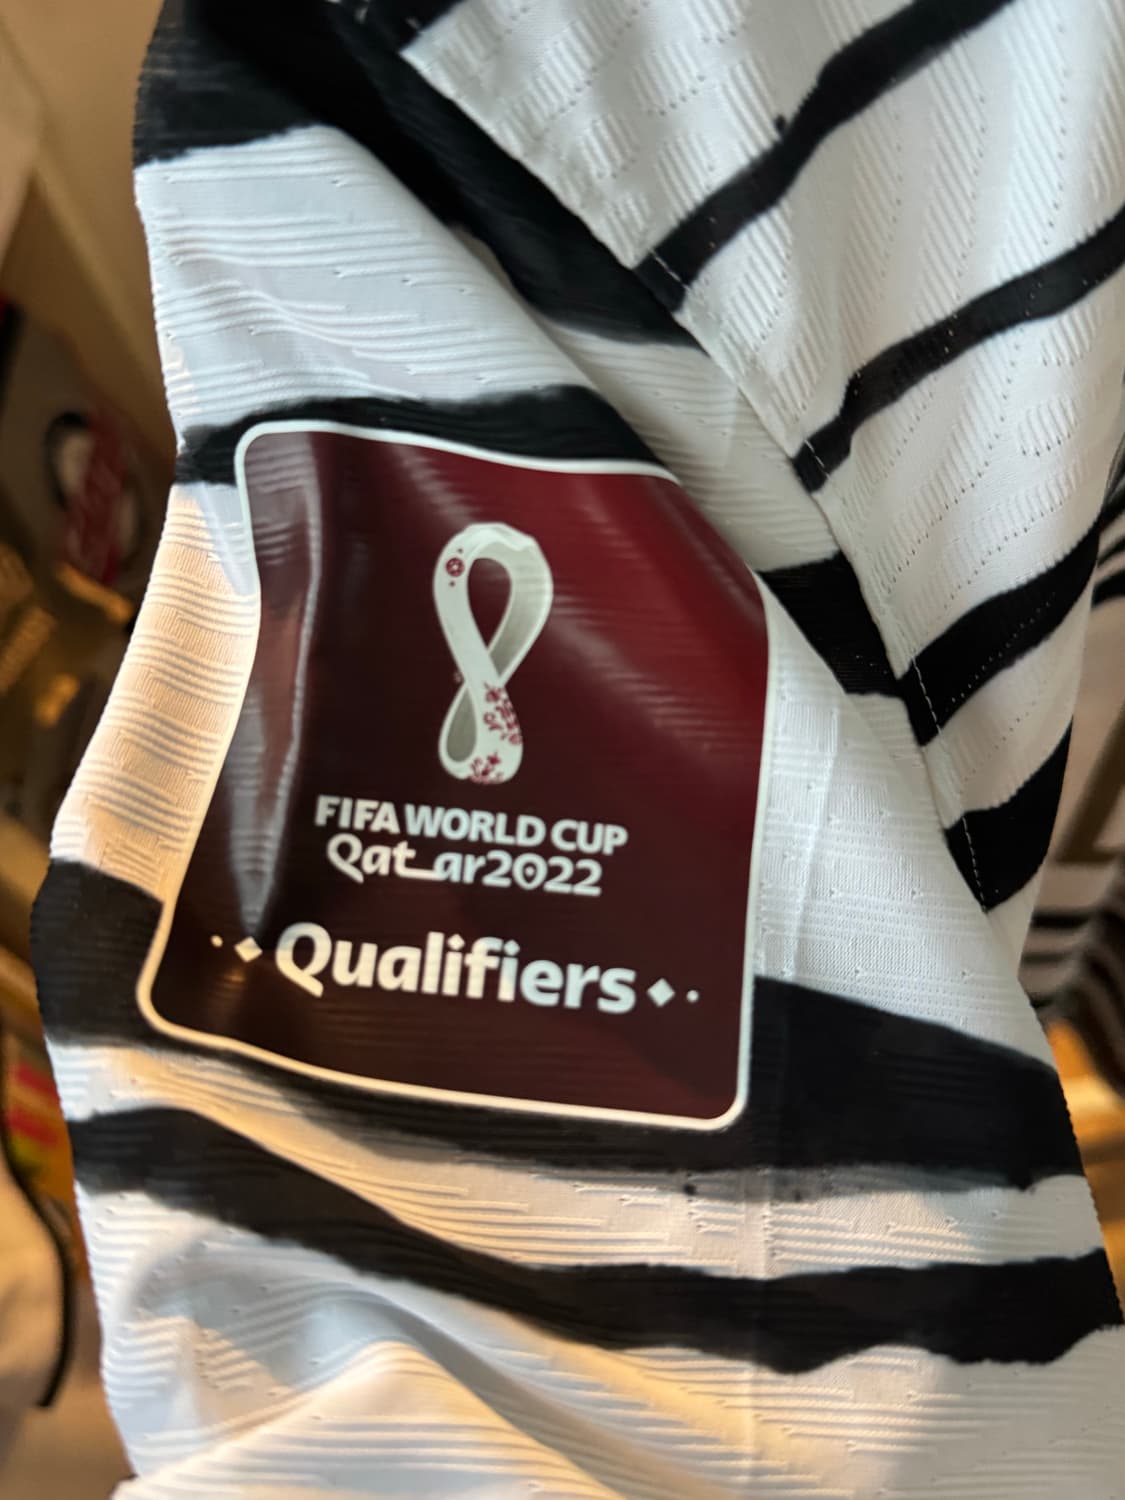 FIFA WORLD CUP
Qatar2022
Qualifiers